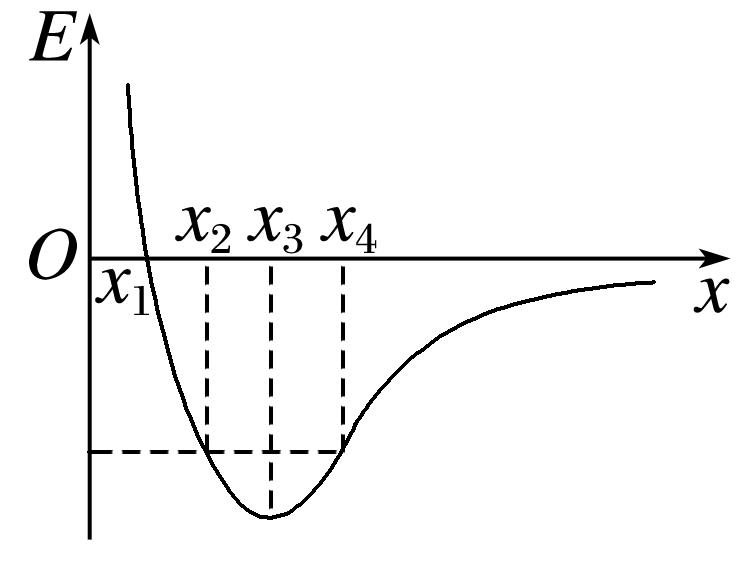 E
x₂ x₃ x₄
O
x₁ x